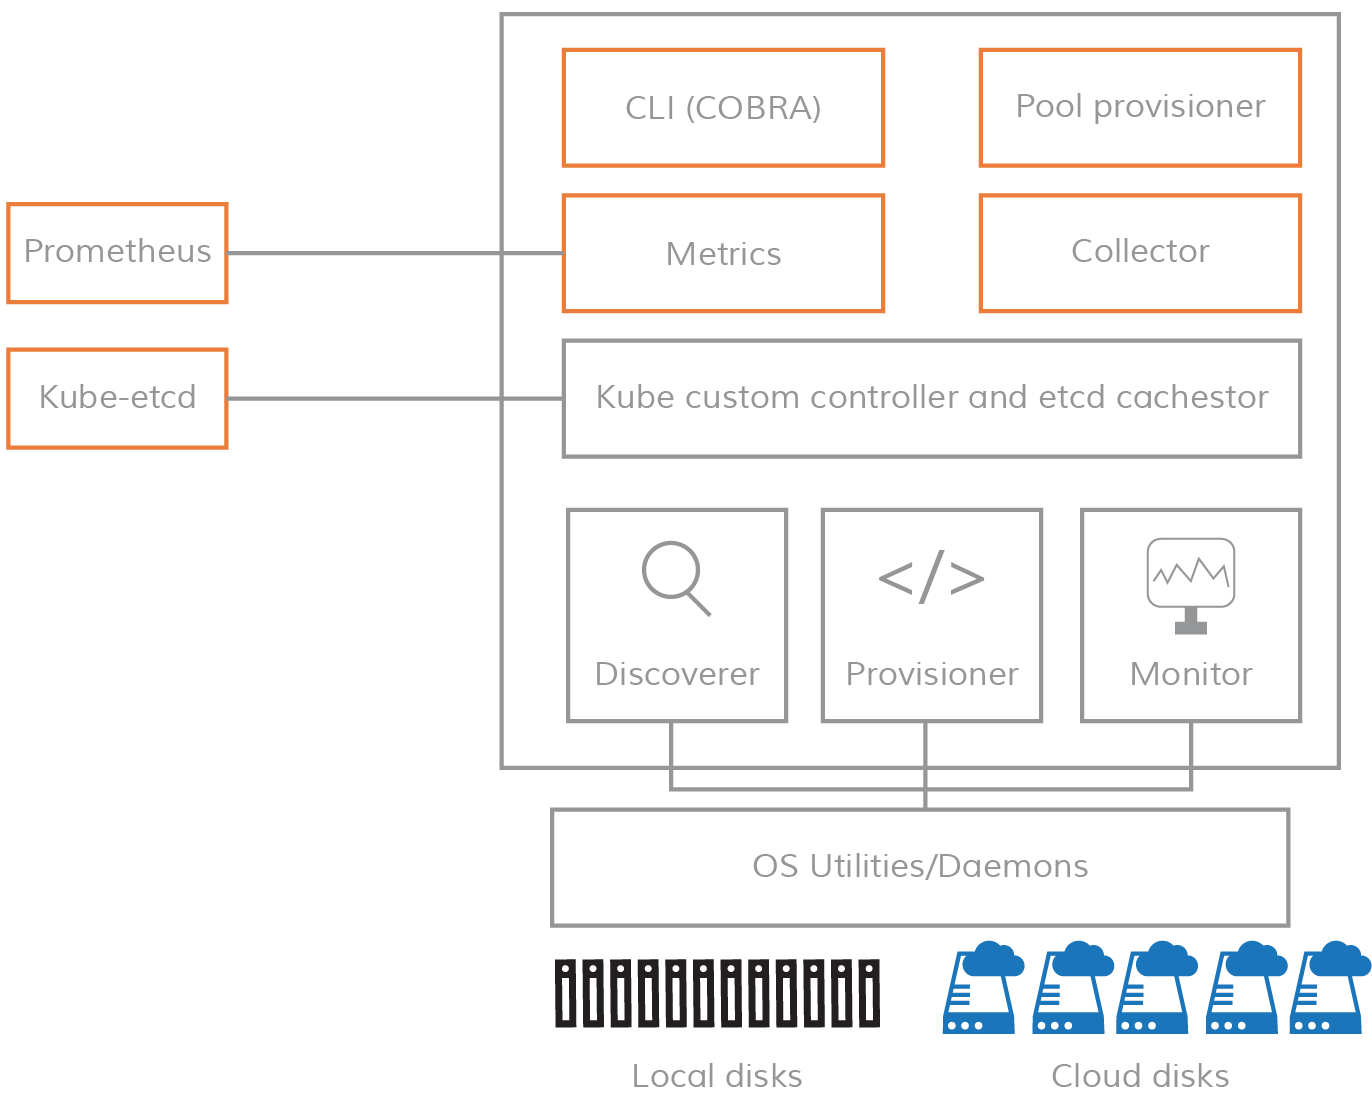 CLI (COBRA)
Pool provisioner
Prometheus
Metrics
Collector
Kube-etcd
Kube custom controller and etcd cachestor
</>
Discoverer
Provisioner
Monitor
OS Utilities/Daemons
Local disks
Cloud disks